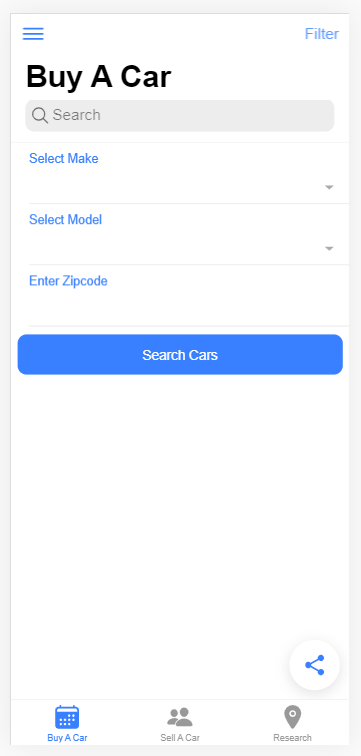 Filter
Buy A Car
Search
Select Make
Select Model
Enter Zipcode
Search Cars
Buy A Car
Sell A Car
Research